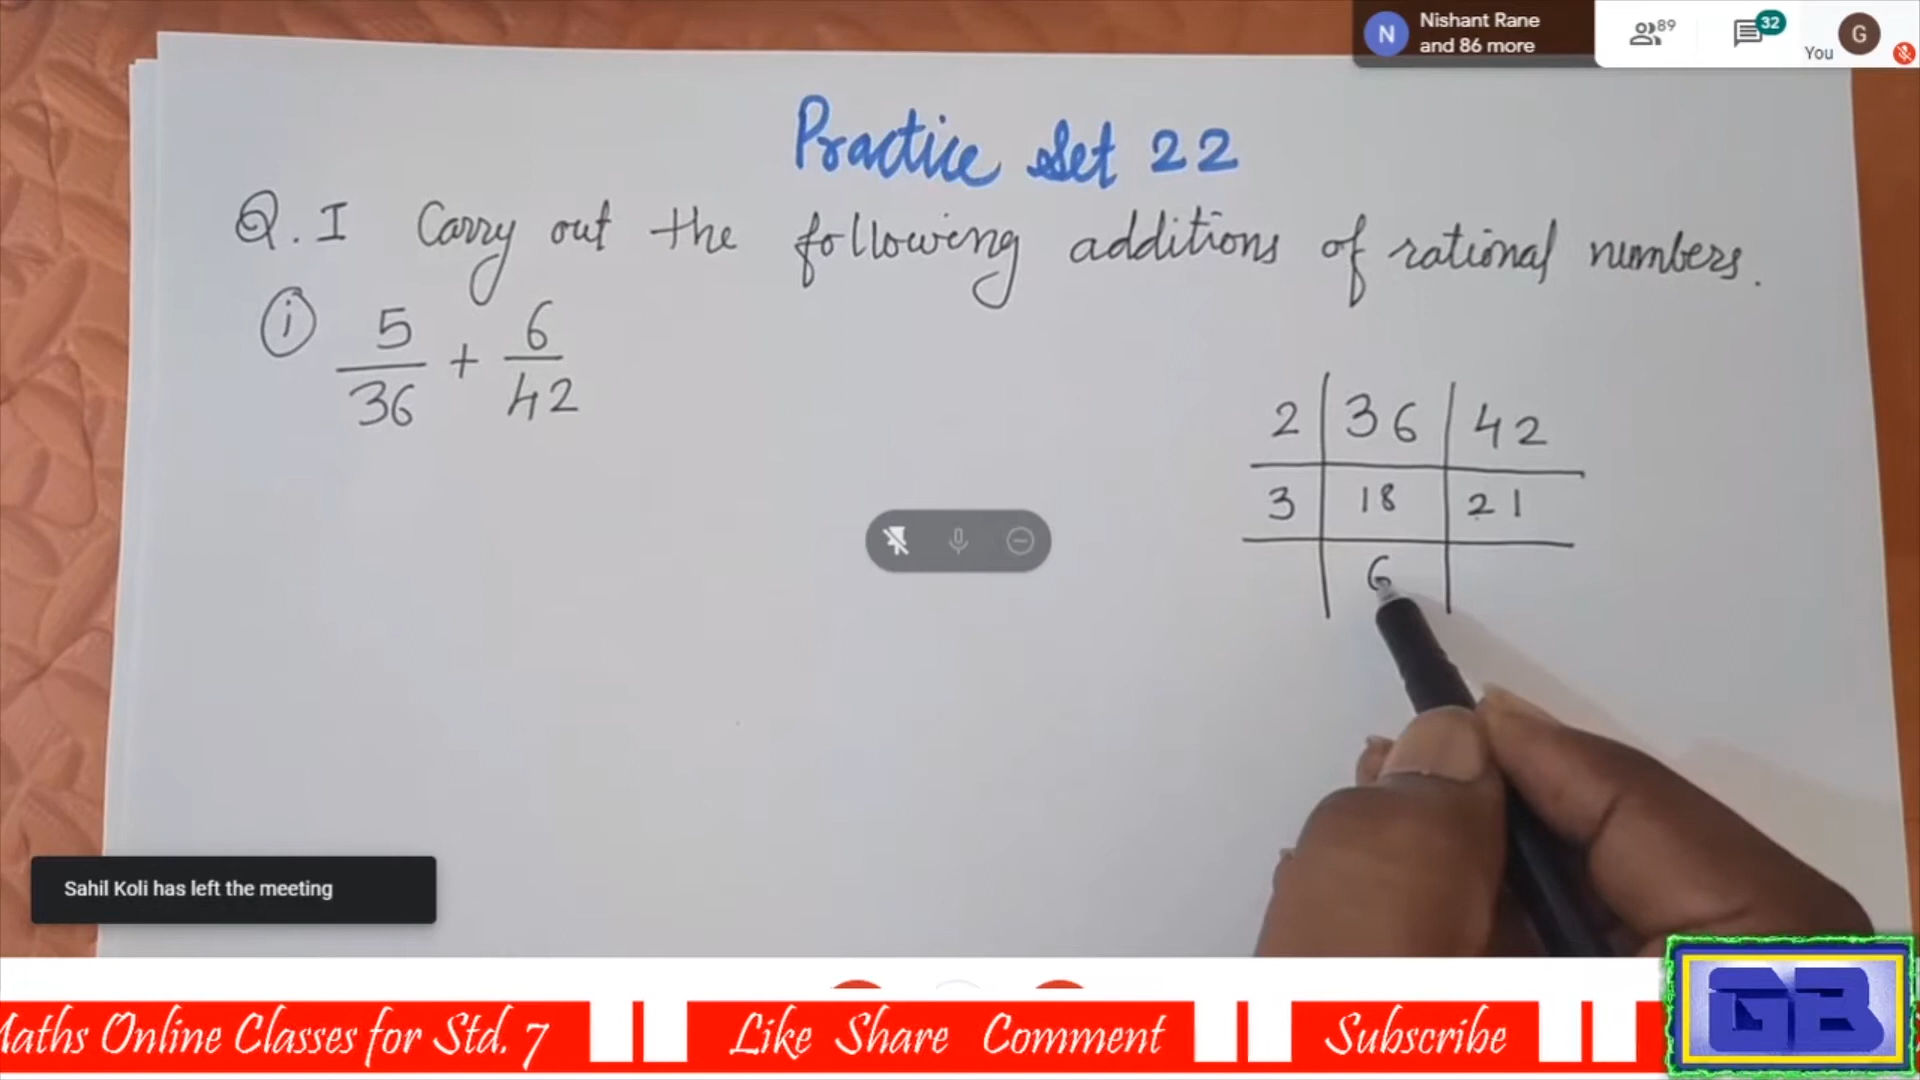 Nishant Rane
and 86 more
89
32
You
N
G
Practice Set 22
Q.I Carry out the following additions of rational numbers.
i 5/36 + 6/42
2 36 42
3 18 21
6
Sahil Koli has left the meeting
Maths Online Classes for Std. 7
Like Share Comment
Subscribe
GB